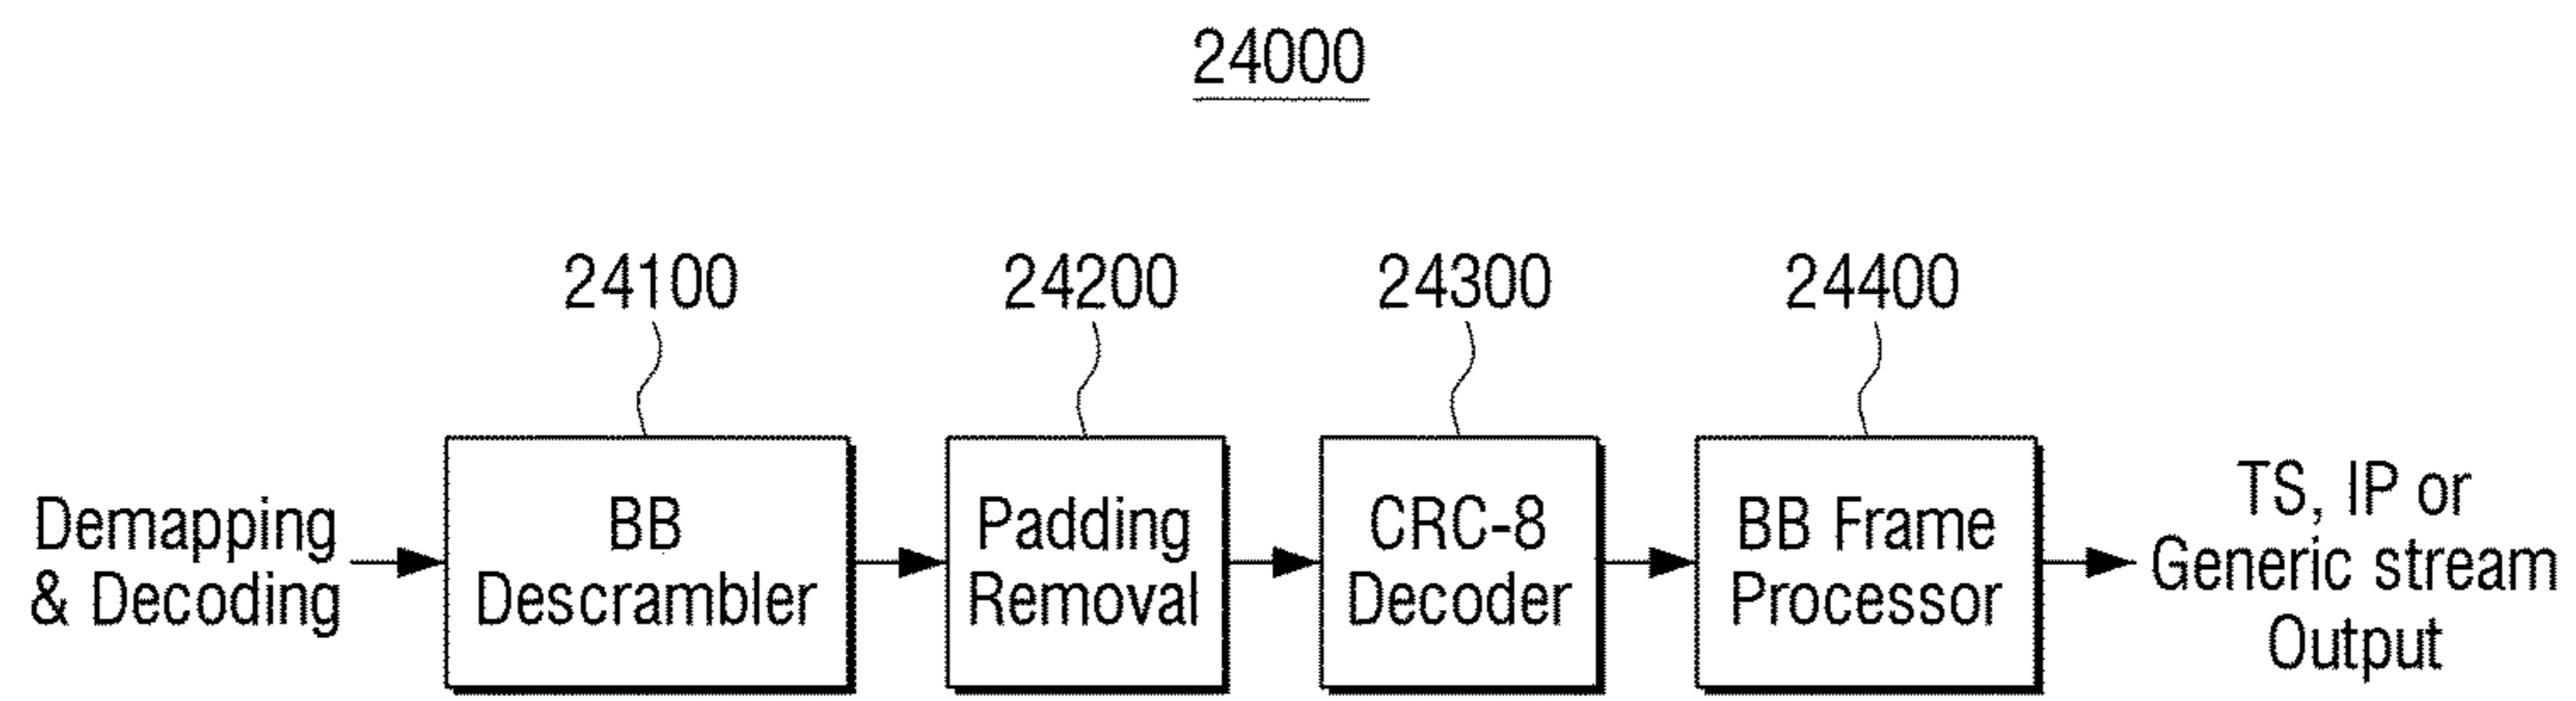 24000
24100
24200
24300
24400
Demapping
& Decoding
BB
Descrambler
Padding
Removal
CRC-8
Decoder
BB Frame
Processor
TS, IP or
Generic stream
Output